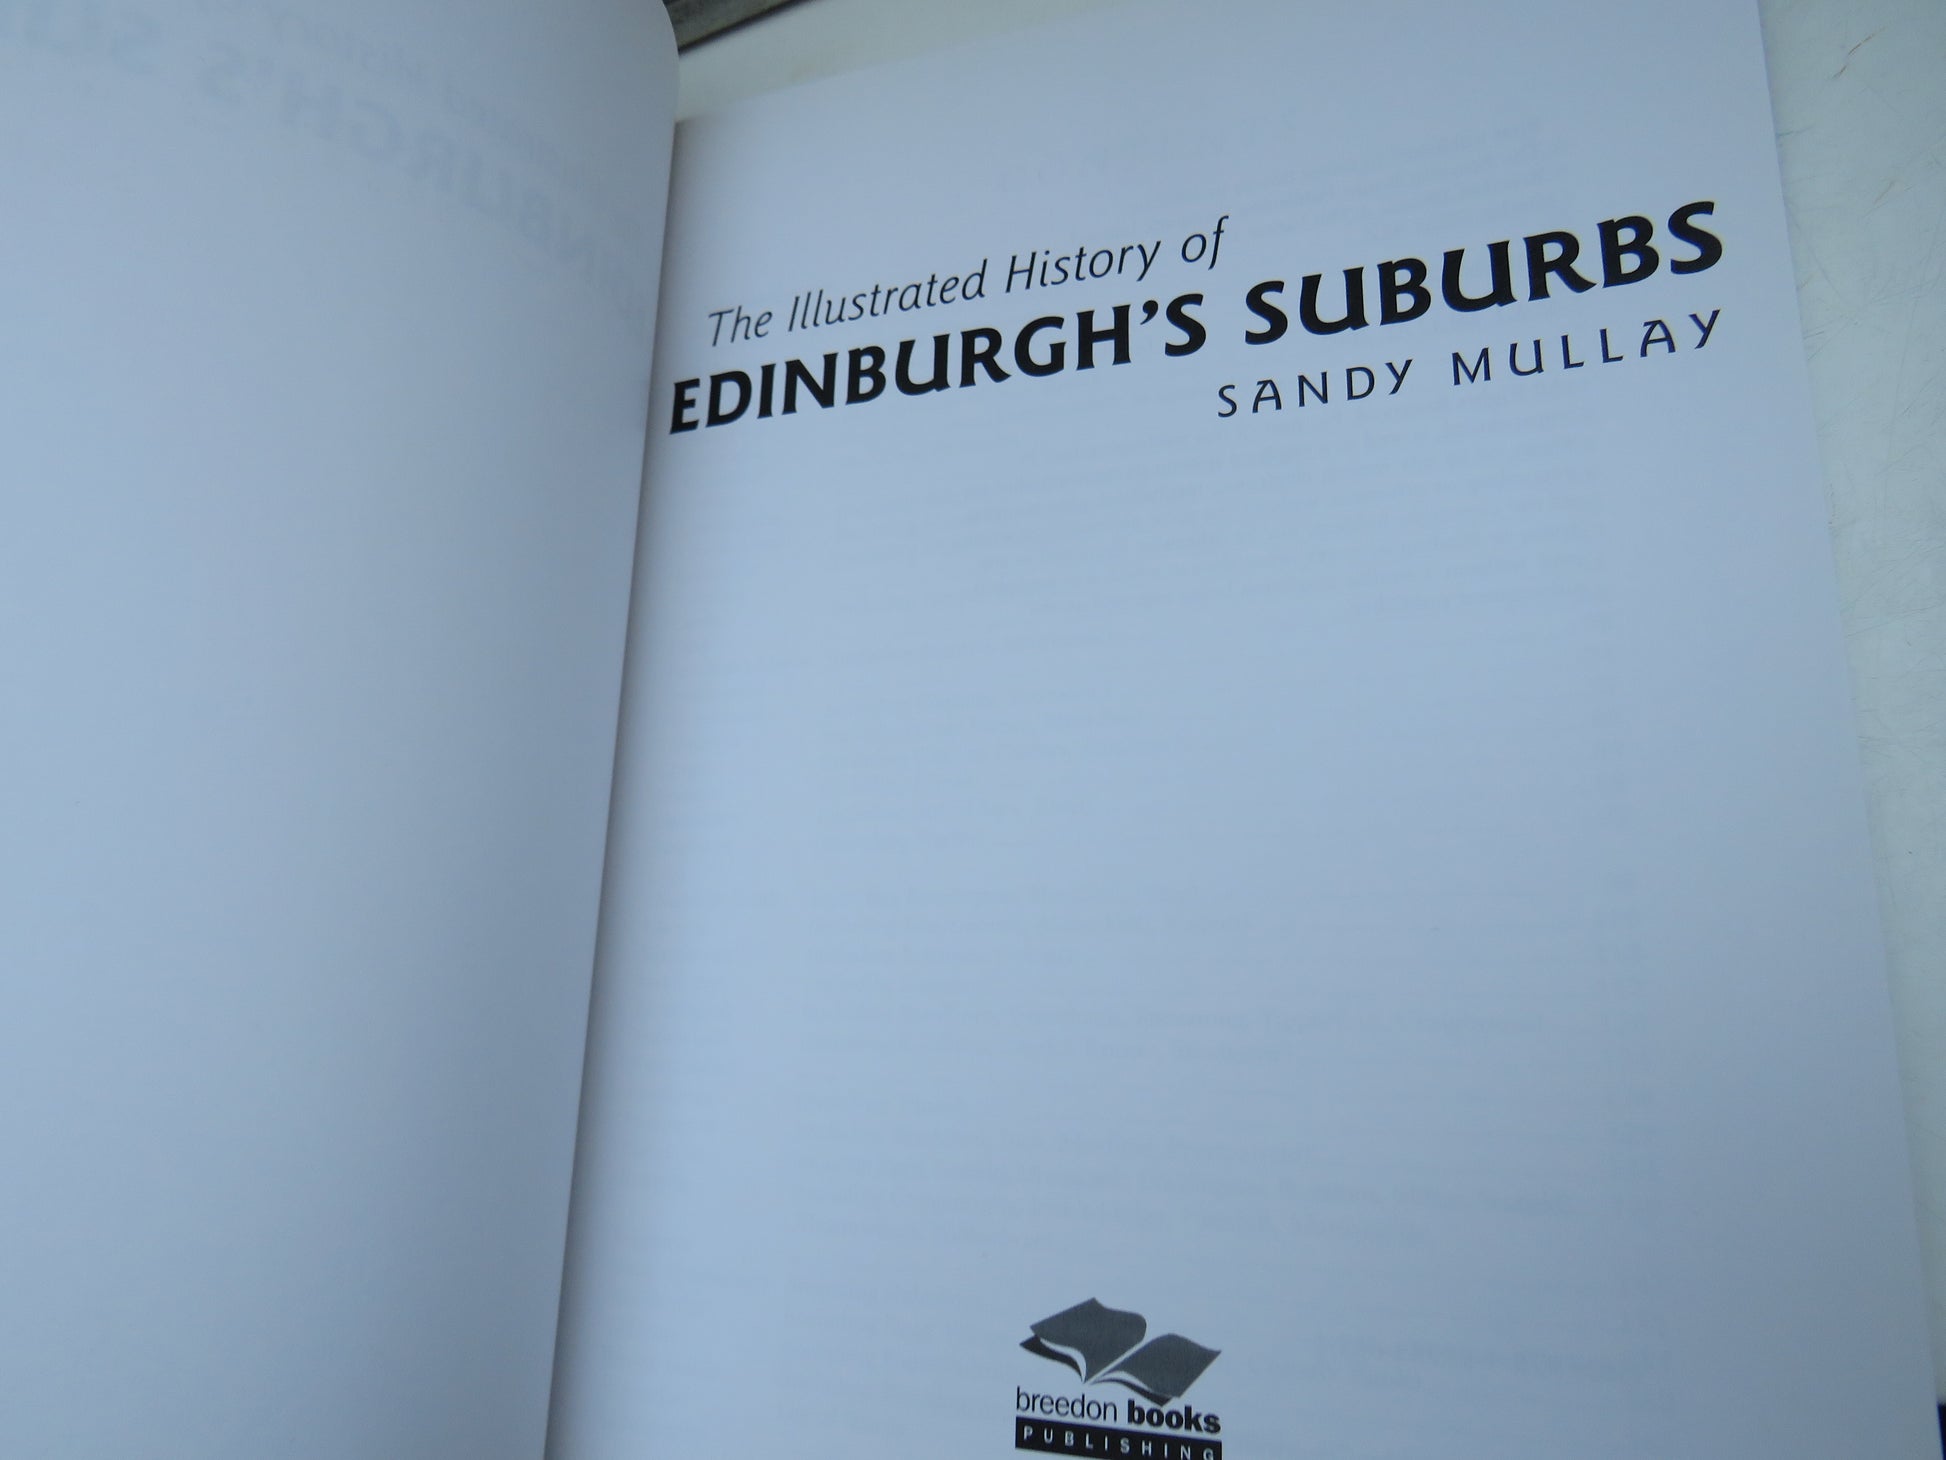 The Illustrated History of
EDINBURGH'S SUBURBS
SANDY MULLAY
breedon books
PUBLISHING